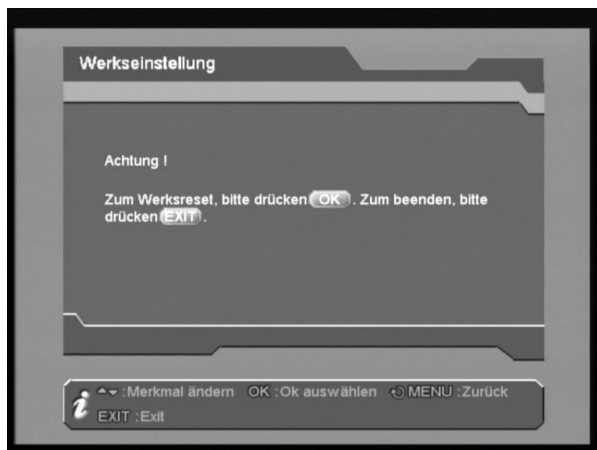 Werkseinstellung
Achtung !
Zum Werksreset, bitte drücken OK . Zum beenden, bitte
drücken EXIT .
:Merkmal ändern OK :Ok auswählen MENU :Zurück
EXIT :Exit